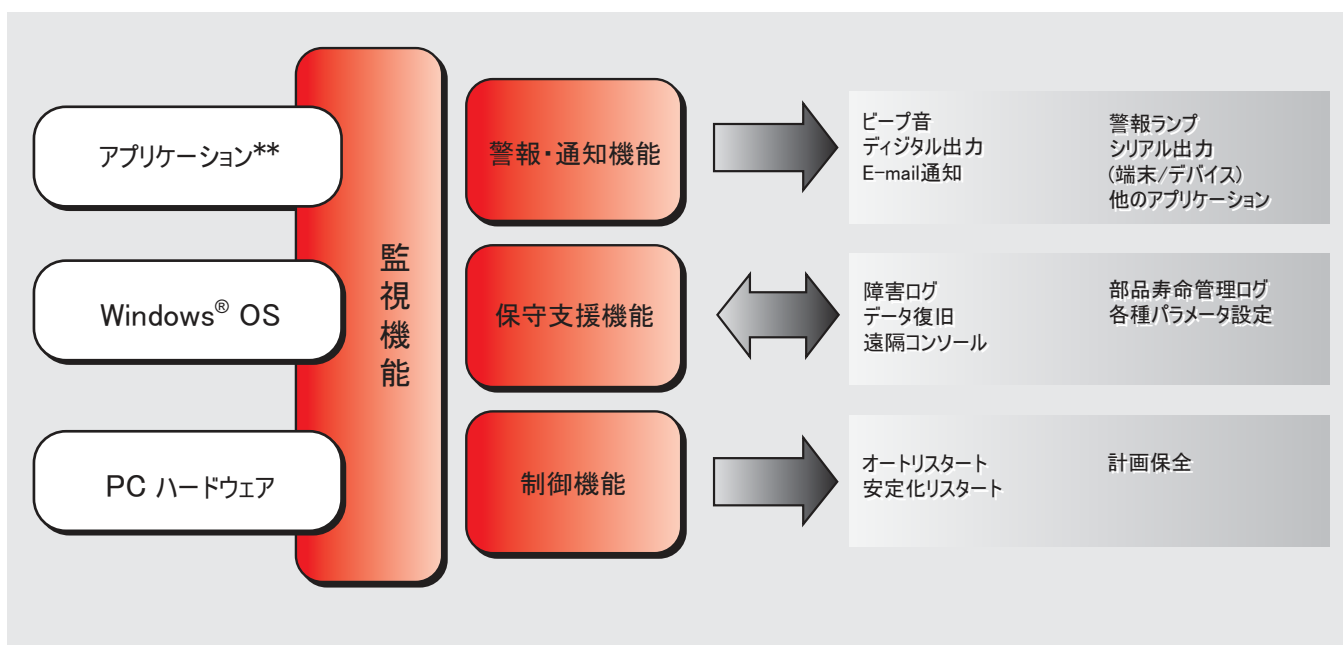 アプリケーション**
Windows® OS
PC ハードウェア
監視機能
警報・通知機能
ビープ音
ディジタル出力
E-mail通知
警報ランプ
シリアル出力
(端末/デバイス)
他のアプリケーション
保守支援機能
障害ログ
データ復旧
遠隔コンソール
部品寿命管理ログ
各種パラメータ設定
制御機能
オートリスタート
安定化リスタート
計画保全